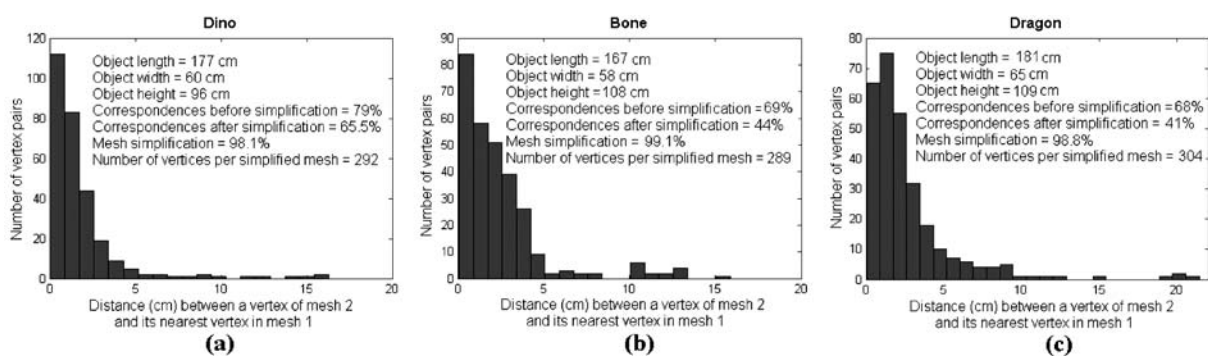 Dino
120
100
80
60
40
20
0
Number of vertex pairs
Object length = 177 cm
Object width = 60 cm
Object height = 96 cm
Correspondences before simplification = 79%
Correspondences after simplification = 65.5%
Mesh simplification = 98.1%
Number of vertices per simplified mesh = 292
0 5 10 15 20
Distance (cm) between a vertex of mesh 2
and its nearest vertex in mesh 1
(a)
Bone
90
80
70
60
50
40
30
20
10
0
Number of vertex pairs
Object length = 167 cm
Object width = 58 cm
Object height = 108 cm
Correspondences before simplification = 69%
Correspondences after simplification = 44%
Mesh simplification = 99.1%
Number of vertices per simplified mesh = 289
0 5 10 15 20
Distance (cm) between a vertex of mesh 2
and its nearest vertex in mesh 1
(b)
Dragon
80
70
60
50
40
30
20
10
0
Number of vertex pairs
Object length = 181 cm
Object width = 65 cm
Object height = 109 cm
Correspondences before simplification = 68%
Correspondences after simplification = 41%
Mesh simplification = 98.8%
Number of vertices per simplified mesh = 304
0 5 10 15 20
Distance (cm) between a vertex of mesh 2
and its nearest vertex in mesh 1
(c)